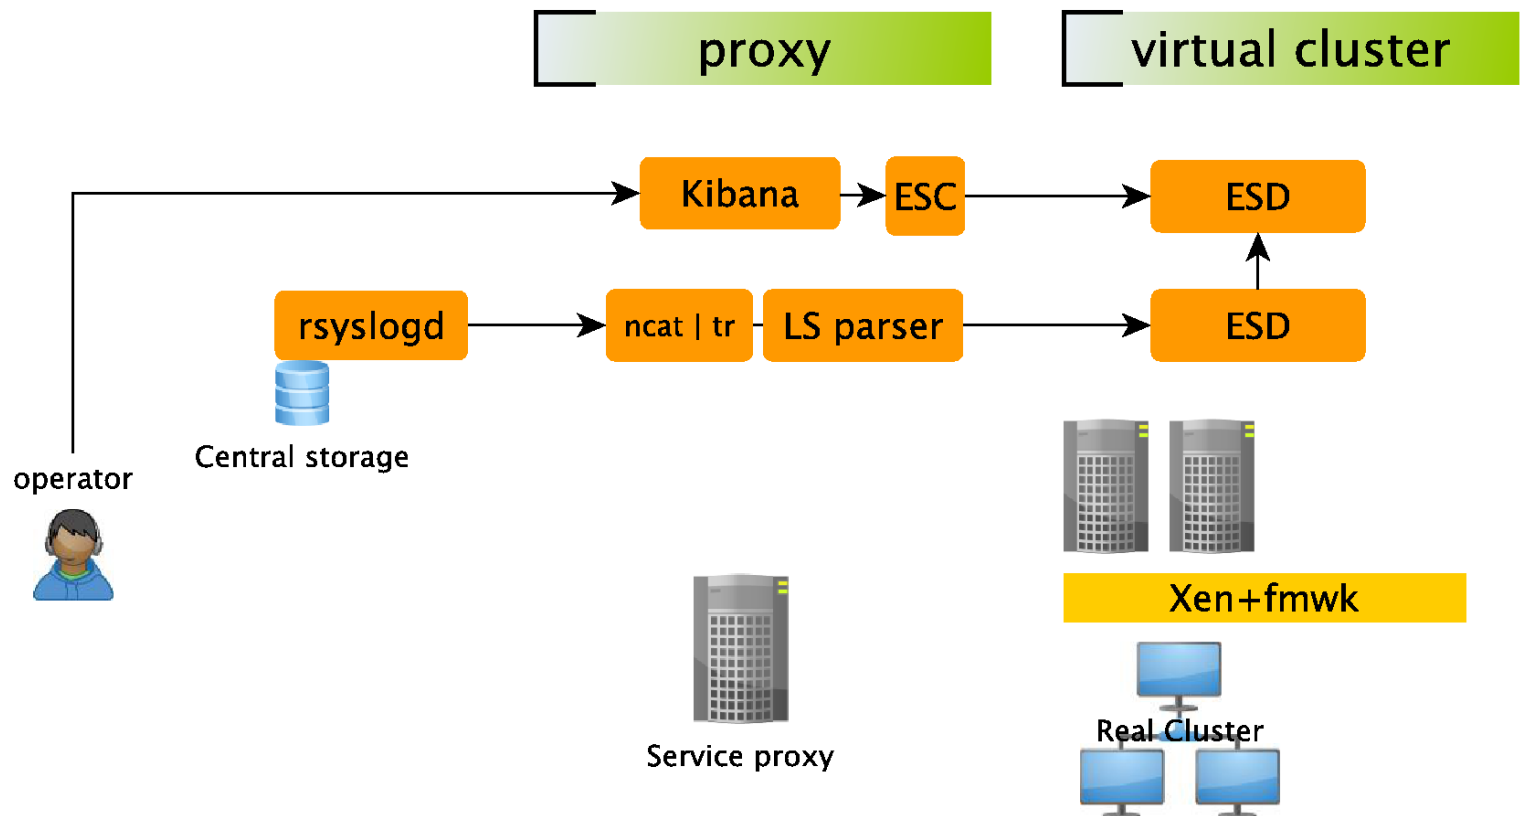 proxy
virtual cluster
Kibana
ESC
ESD
rsyslogd
ncat | tr
LS parser
ESD
Central storage
operator
Xen+fmwk
Real Cluster
Service proxy